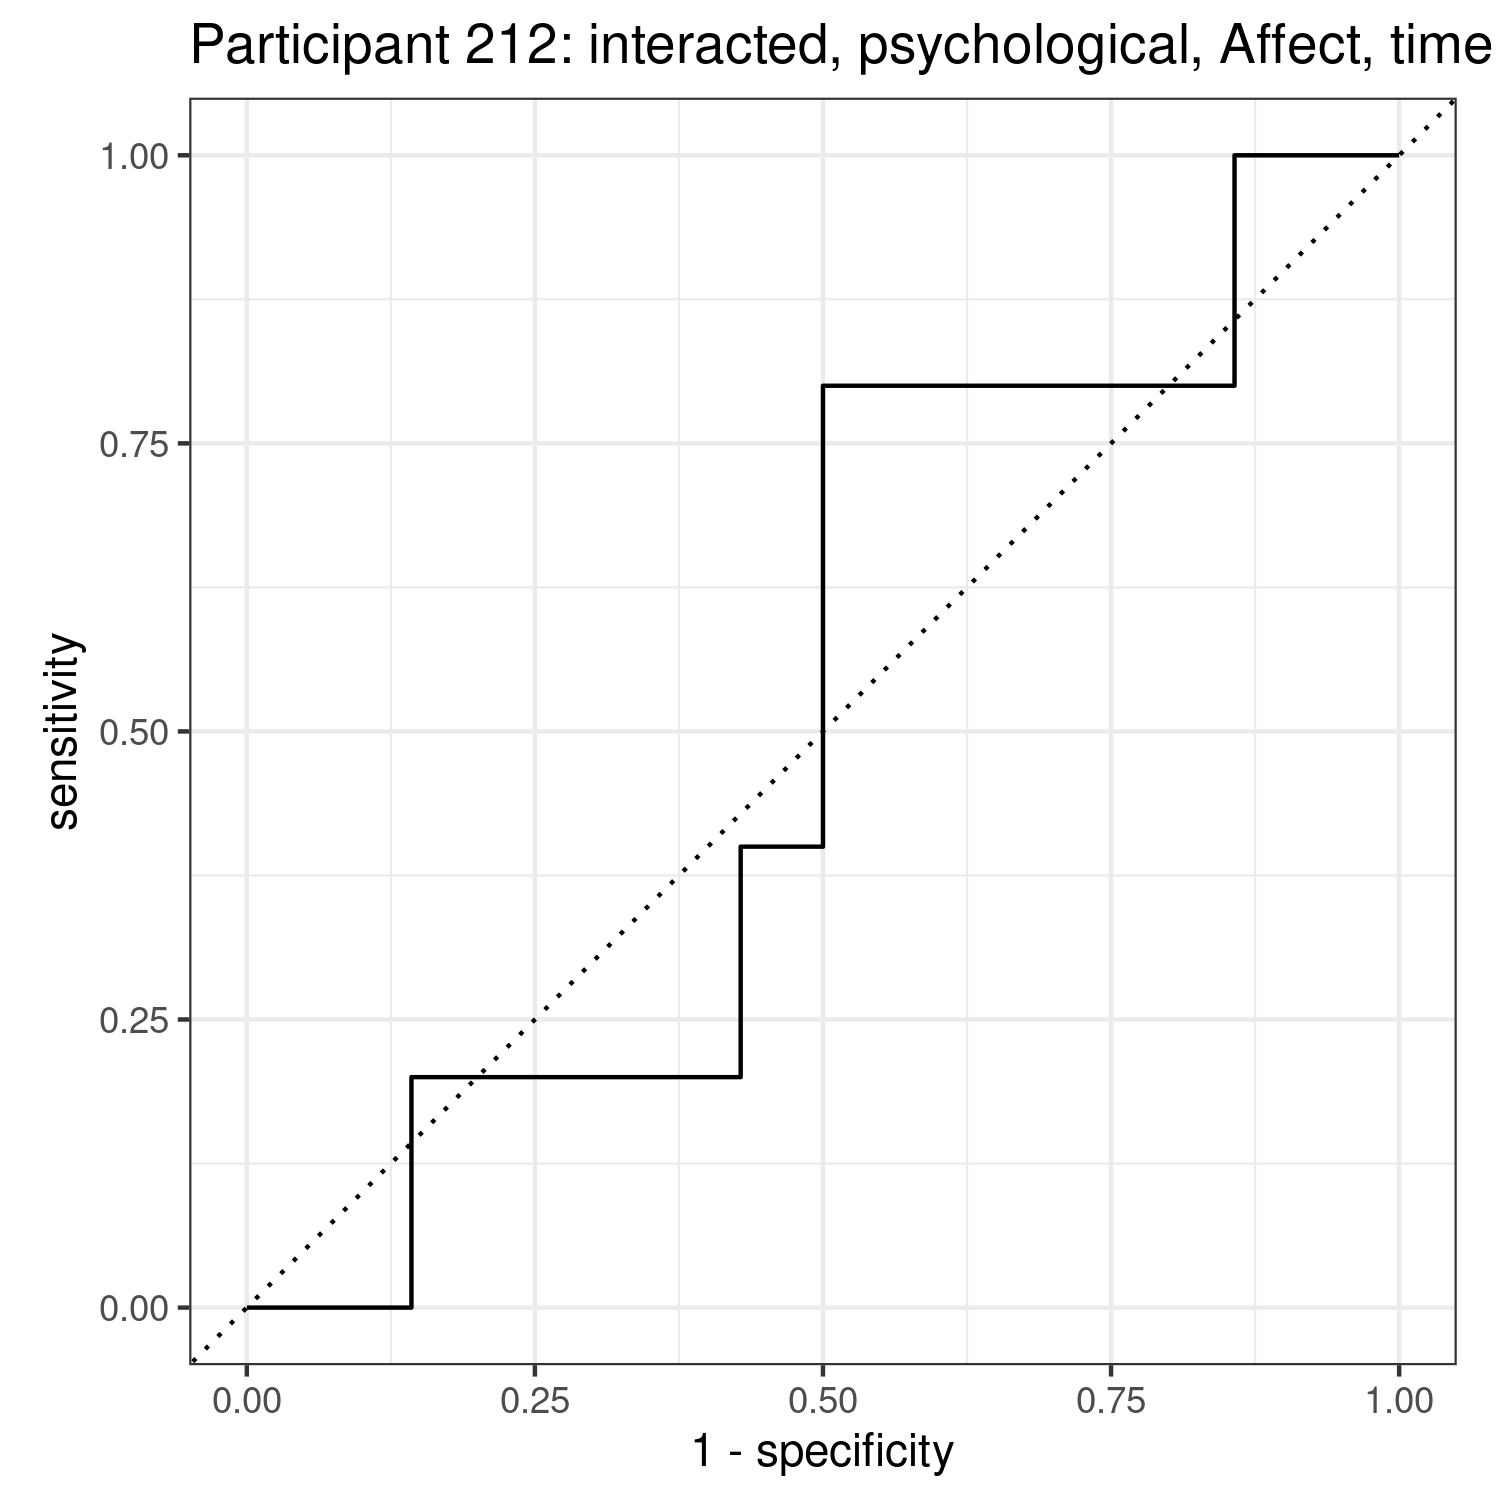 Participant 212: interacted, psychological, Affect, time
1.00
0.75
0.50
0.25
0.00
sensitivity
0.00 0.25 0.50 0.75 1.00
1 - specificity